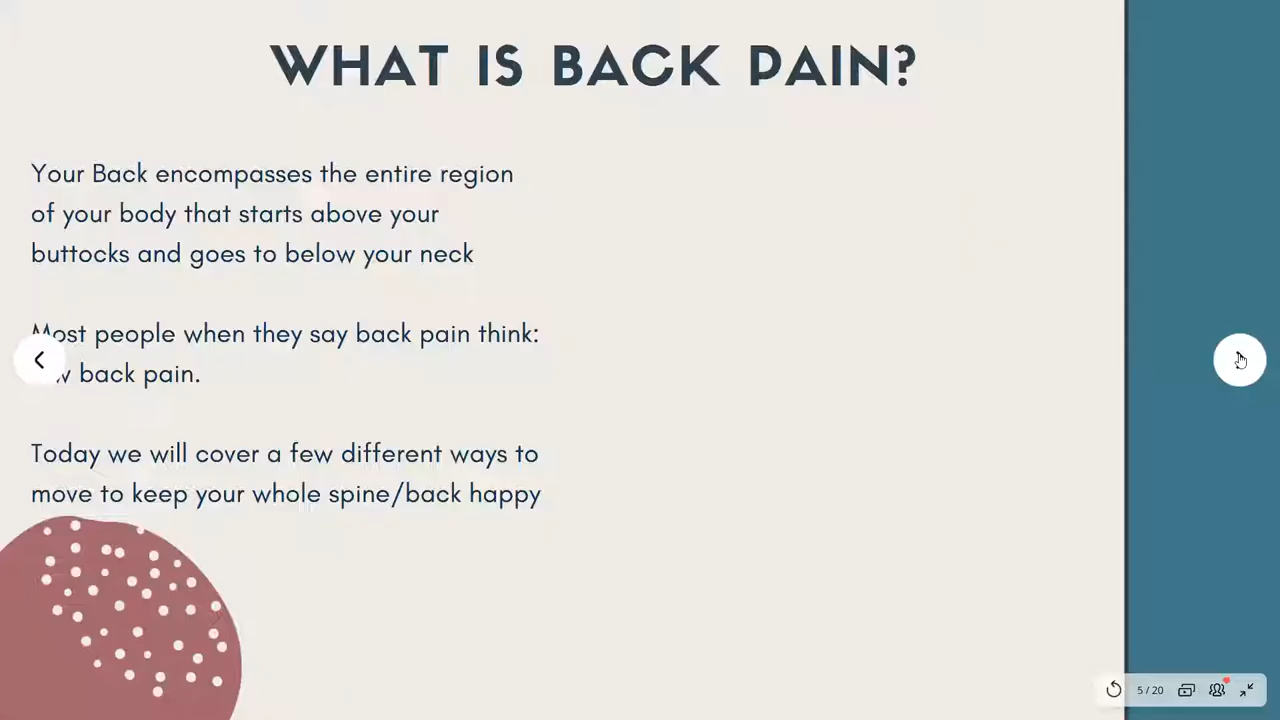 WHAT IS BACK PAIN?
Your Back encompasses the entire region
of your body that starts above your
buttocks and goes to below your neck
Most people when they say back pain think:
back pain.
Today we will cover a few different ways to
move to keep your whole spine/back happy
5 / 20